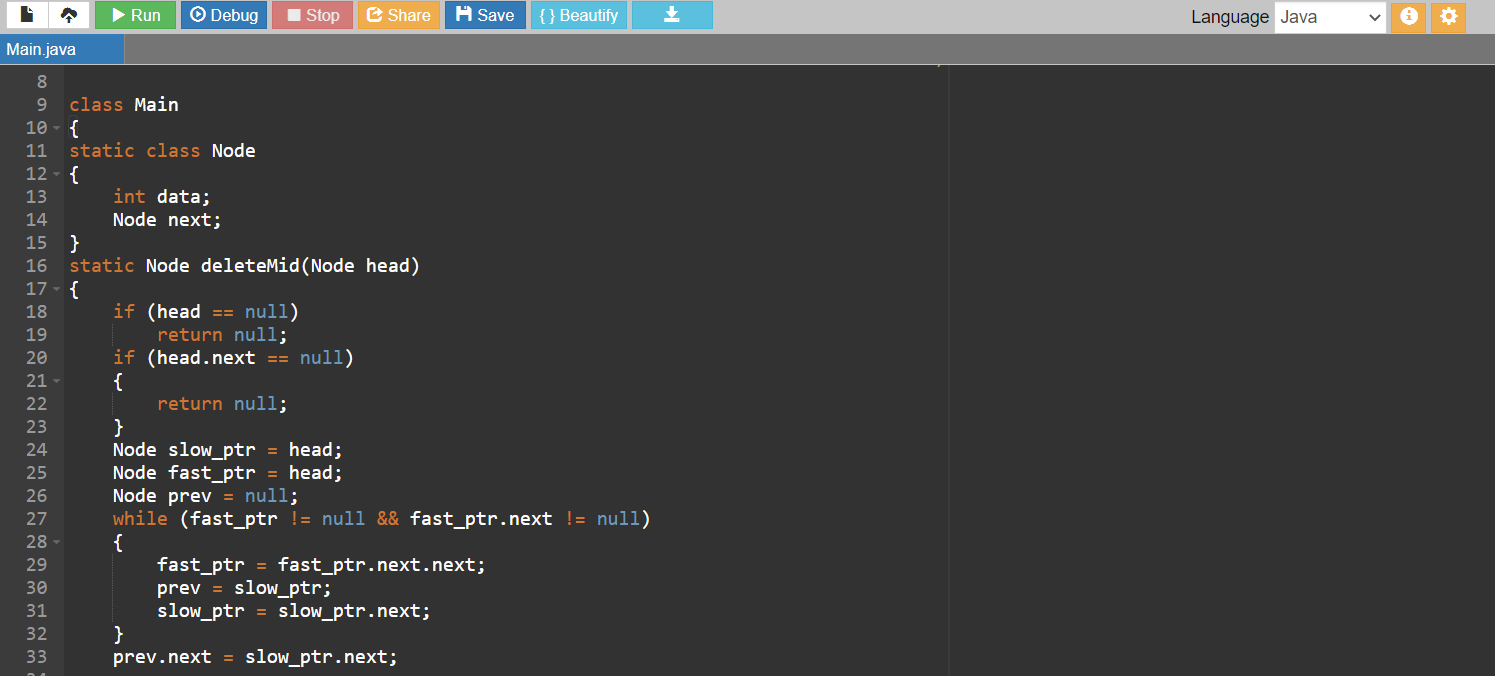 Run Debug Stop Share Save { } Beautify Language Java
Main.java
8
9 class Main
10 {
11 static class Node
12 {
13     int data;
14     Node next;
15 }
16 static Node deleteMid(Node head)
17 {
18     if (head == null)
19         return null;
20     if (head.next == null)
21     {
22         return null;
23     }
24     Node slow_ptr = head;
25     Node fast_ptr = head;
26     Node prev = null;
27     while (fast_ptr != null && fast_ptr.next != null)
28     {
29         fast_ptr = fast_ptr.next.next;
30         prev = slow_ptr;
31         slow_ptr = slow_ptr.next;
32     }
33     prev.next = slow_ptr.next;